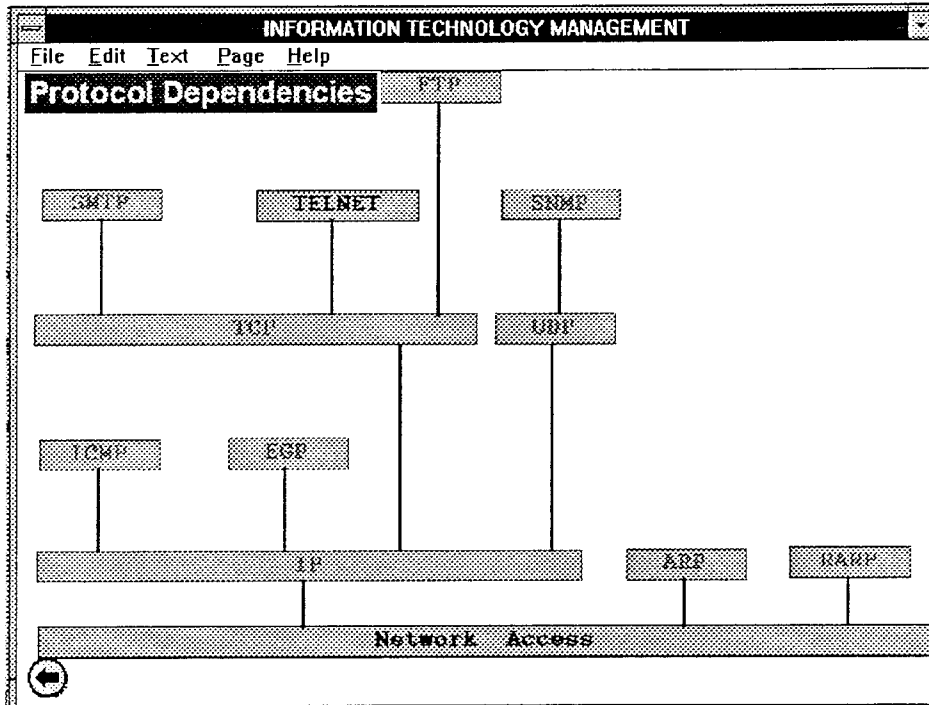 INFORMATION TECHNOLOGY MANAGEMENT
File Edit Text Page Help
Protocol Dependencies
FTP
SMTP TELNET SNMP
TCP UDP
ICMP EGP
IP ARP RARP
Network Access